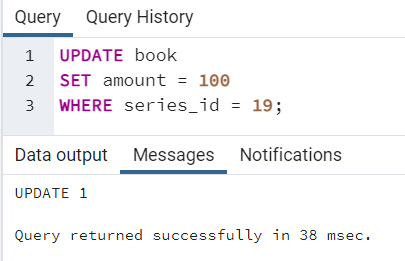 Query Query History
1 UPDATE book
2 SET amount = 100
3 WHERE series_id = 19;
Data output Messages Notifications
UPDATE 1
Query returned successfully in 38 msec.